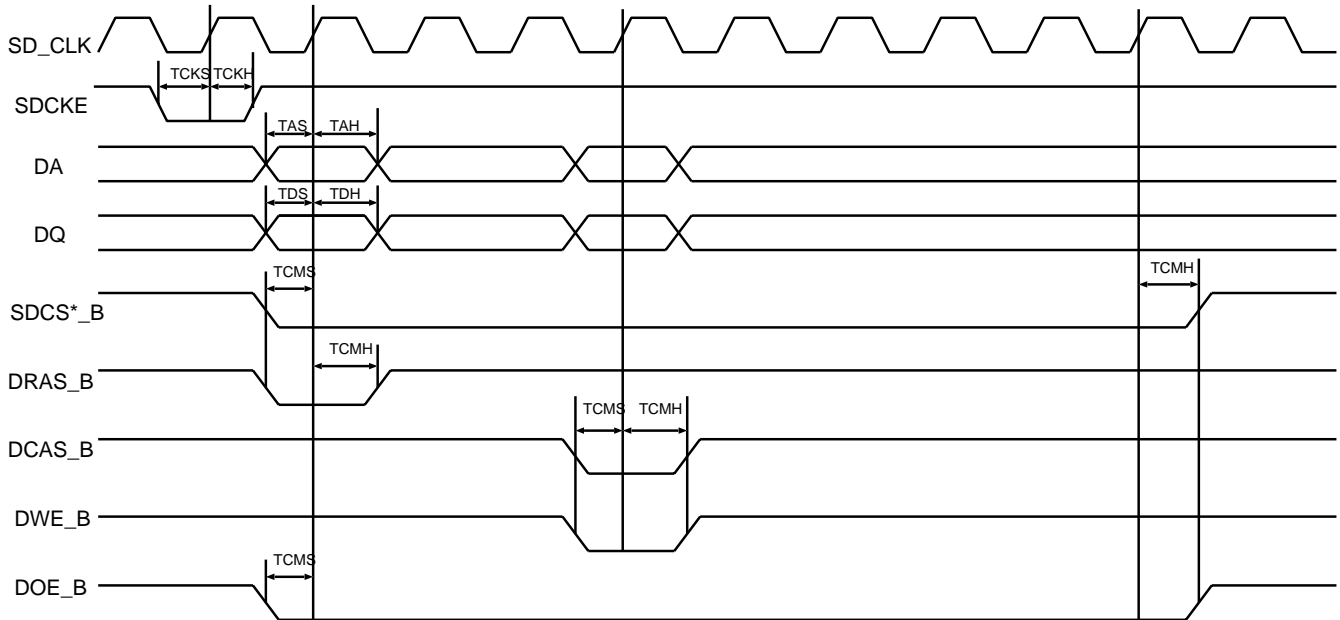 SD_CLK
TCKS TCKH
SDCKE
TAS TAH
DA
TDS TDH
DQ
TCMS TCMH
SDCS*_B
TCMH
DRAS_B
TCMS TCMH
DCAS_B
DWE_B
TCMS
DOE_B